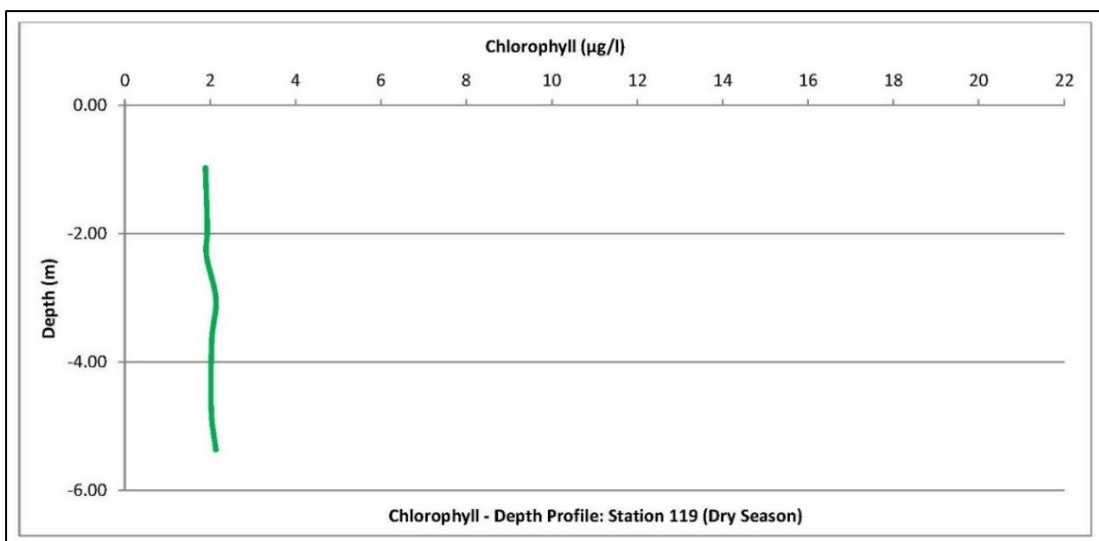 Chlorophyll (µg/l)
0 2 4 6 8 10 12 14 16 18 20 22
0.00
-2.00
-4.00
-6.00
Depth (m)
Chlorophyll - Depth Profile: Station 119 (Dry Season)